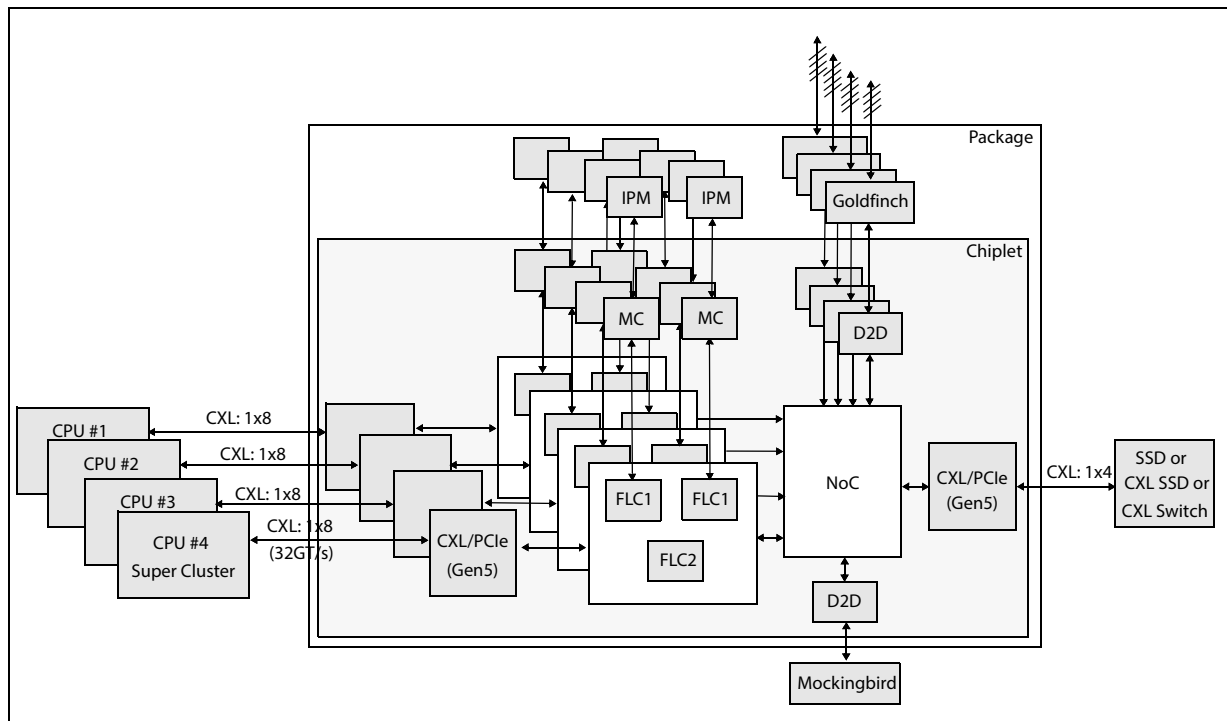 Package
IPM
IPM
Goldfinch
Chiplet
MC
MC
D2D
CPU #1
CXL: 1x8
CPU #2
CXL: 1x8
CPU #3
CXL: 1x8
CPU #4
Super Cluster
CXL: 1x8
(32GT/s)
CXL/PCIe
(Gen5)
FLC1
FLC1
FLC2
NoC
CXL/PCIe
(Gen5)
CXL: 1x4
SSD or
CXL SSD or
CXL Switch
D2D
Mockingbird